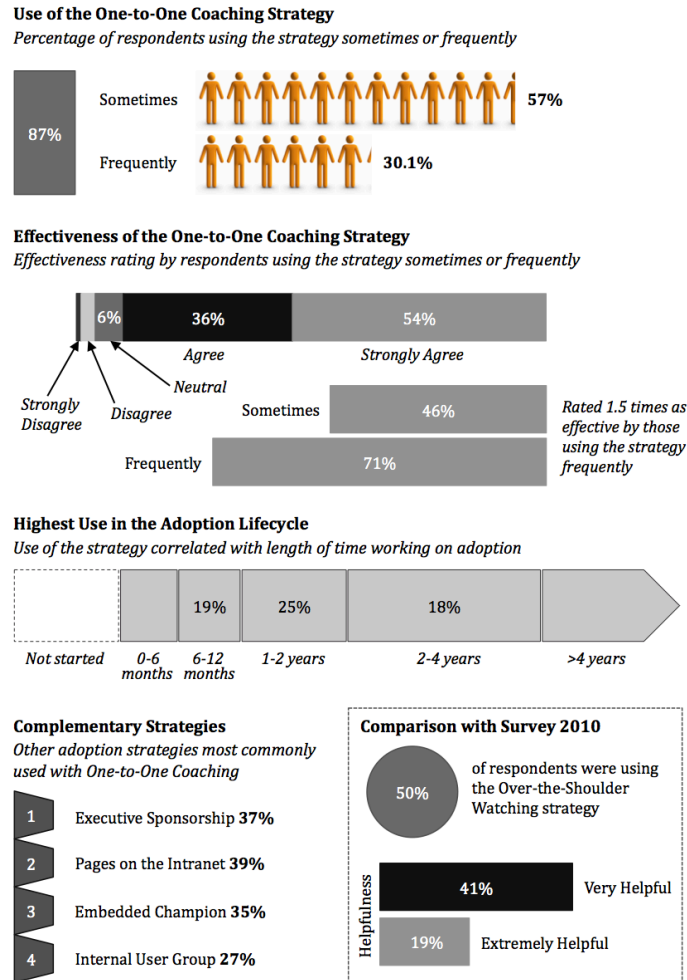 Use of the One-to-One Coaching Strategy
Percentage of respondents using the strategy sometimes or frequently
87%
Sometimes
57%
Frequently
30.1%
Effectiveness of the One-to-One Coaching Strategy
Effectiveness rating by respondents using the strategy sometimes or frequently
6%
36%
54%
Agree
Strongly Agree
Neutral
Strongly
Disagree
Disagree
Sometimes
46%
Frequently
71%
Rated 1.5 times as
effective by those
using the strategy
frequently
Highest Use in the Adoption Lifecycle
Use of the strategy correlated with length of time working on adoption
19%
25%
18%
Not started
0-6
months
6-12
months
1-2 years
2-4 years
>4 years
Complementary Strategies
Other adoption strategies most commonly
used with One-to-One Coaching
1
Executive Sponsorship 37%
2
Pages on the Intranet 39%
3
Embedded Champion 35%
4
Internal User Group 27%
Comparison with Survey 2010
50%
of respondents were using
the Over-the-Shoulder
Watching strategy
Helpfulness
41%
Very Helpful
19%
Extremely Helpful